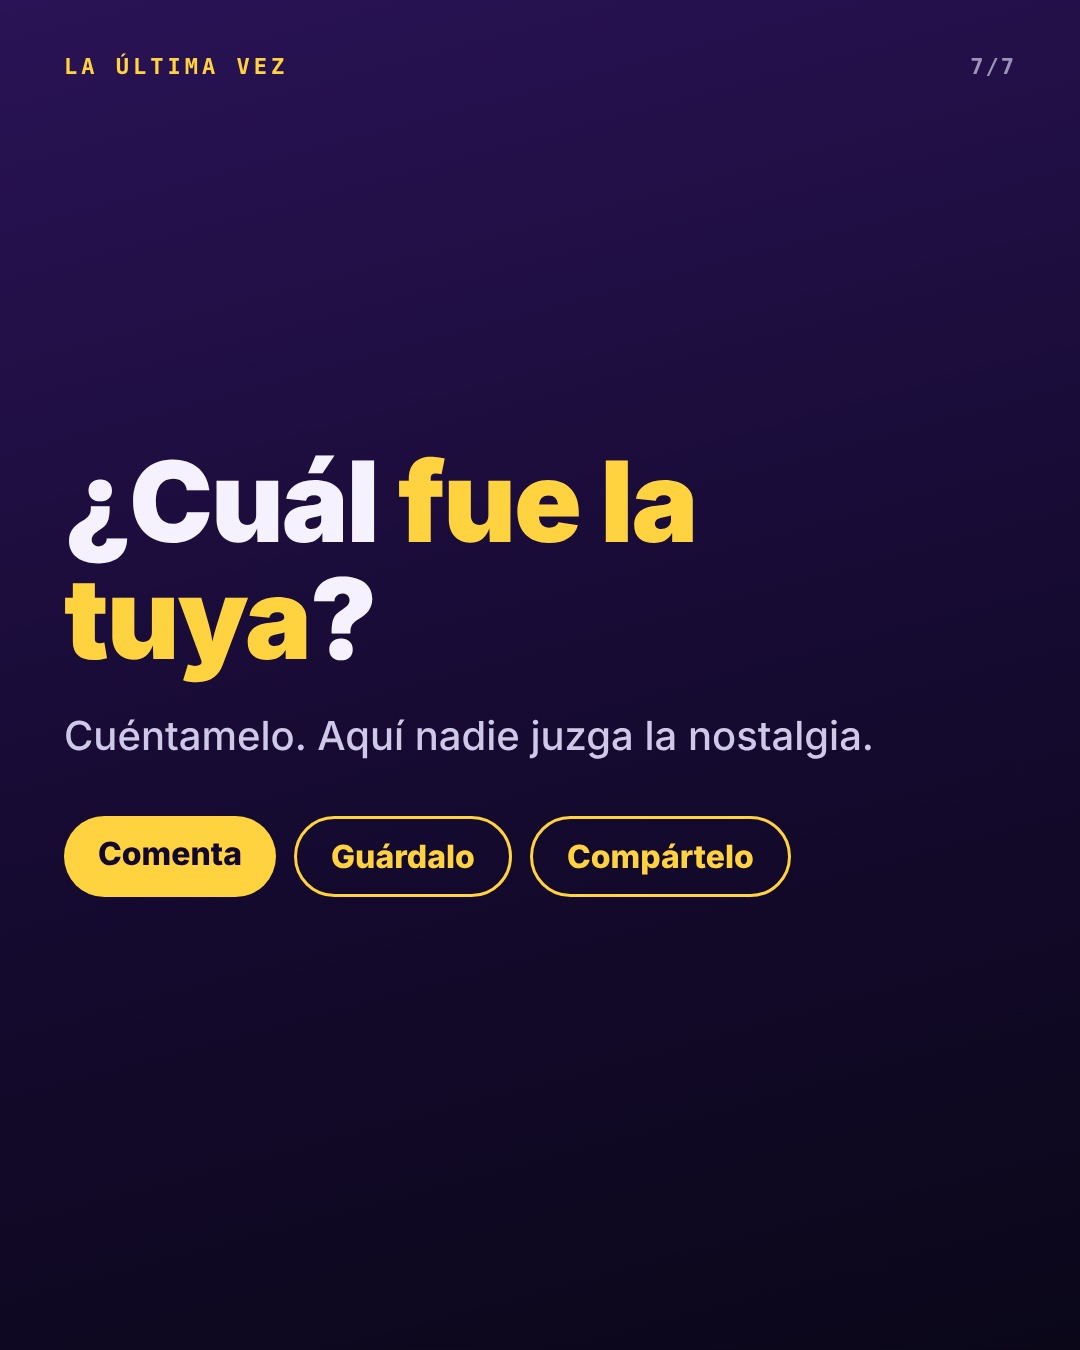 LA ÚLTIMA VEZ
7/7
¿Cuál fue la
tuya?
Cuéntamelo. Aquí nadie juzga la nostalgia.
Comenta
Guárdalo
Compártelo